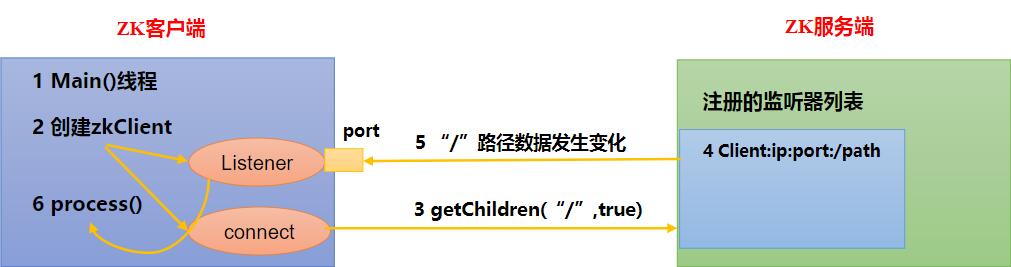 ZK客户端
ZK服务端
1 Main()线程
2 创建zkClient
Listener
port
6 process()
connect
5 “/”路径数据发生变化
3 getChildren(“/”,true)
注册的监听器列表
4 Client:ip:port:/path